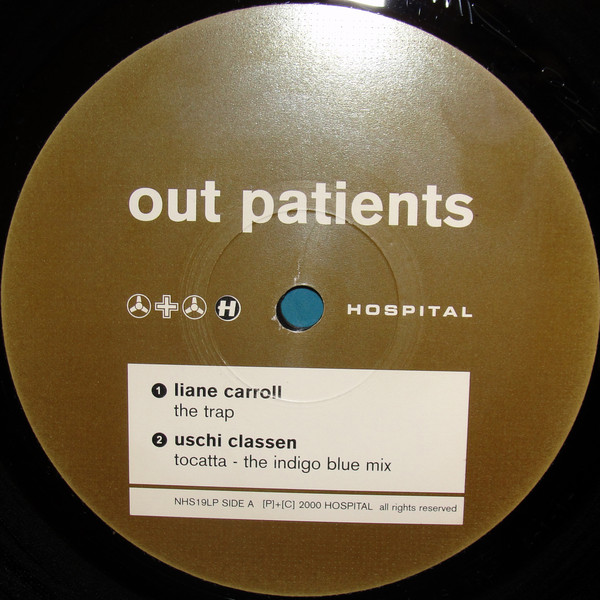 out patients
H HOSPITAL
1 liane carroll
the trap
2 uschi classen
tocatta - the indigo blue mix
NHS19LP SIDE A [P]+[C] 2000 HOSPITAL all rights reserved